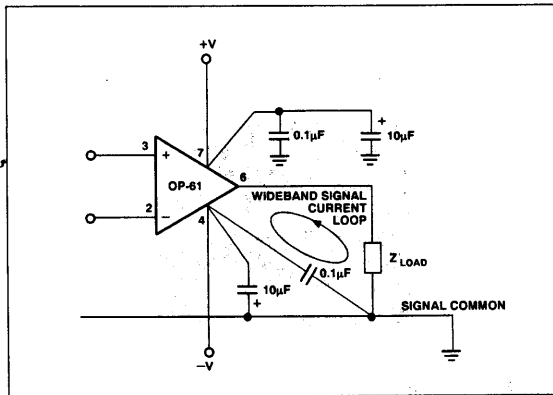 +V
0.1μF
+
10μF
3
+
7
OP-61
6
2
−
4
WIDEBAND SIGNAL
CURRENT
LOOP
ZLOAD
0.1μF
10μF
+
SIGNAL COMMON
−V